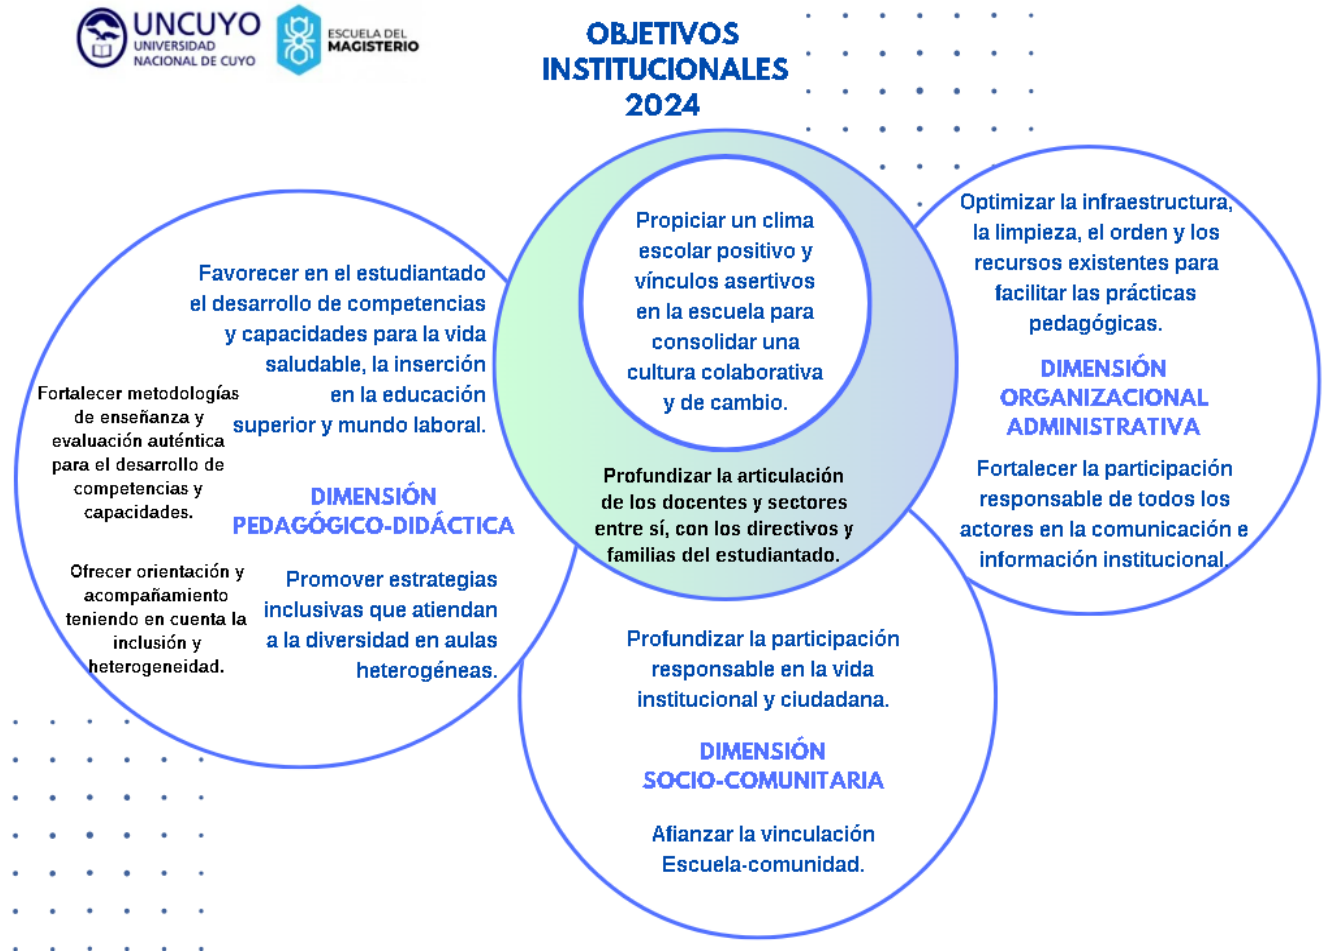 UNCUYO
UNIVERSIDAD
NACIONAL DE CUYO
ESCUELA DEL
MAGISTERIO
OBJETIVOS
INSTITUCIONALES
2024
Propiciar un clima
escolar positivo y
vínculos asertivos
en la escuela para
consolidar una
cultura colaborativa
y de cambio.
Profundizar la articulación
de los docentes y sectores
entre sí, con los directivos y
familias del estudiantado.
Favorecer en el estudiantado
el desarrollo de competencias
y capacidades para la vida
saludable, la inserción
en la educación
superior y mundo laboral.
Fortalecer metodologías
de enseñanza y
evaluación auténtica
para el desarrollo de
competencias y
capacidades.
DIMENSIÓN
PEDAGÓGICO-DIDÁCTICA
Ofrecer orientación y
acompañamiento
teniendo en cuenta la
inclusión y
heterogeneidad.
Promover estrategias
inclusivas que atiendan
a la diversidad en aulas
heterogéneas.
Optimizar la infraestructura,
la limpieza, el orden y los
recursos existentes para
facilitar las prácticas
pedagógicas.
DIMENSIÓN
ORGANIZACIONAL
ADMINISTRATIVA
Fortalecer la participación
responsable de todos los
actores en la comunicación e
información institucional.
Profundizar la participación
responsable en la vida
institucional y ciudadana.
DIMENSIÓN
SOCIO-COMUNITARIA
Afianzar la vinculación
Escuela-comunidad.